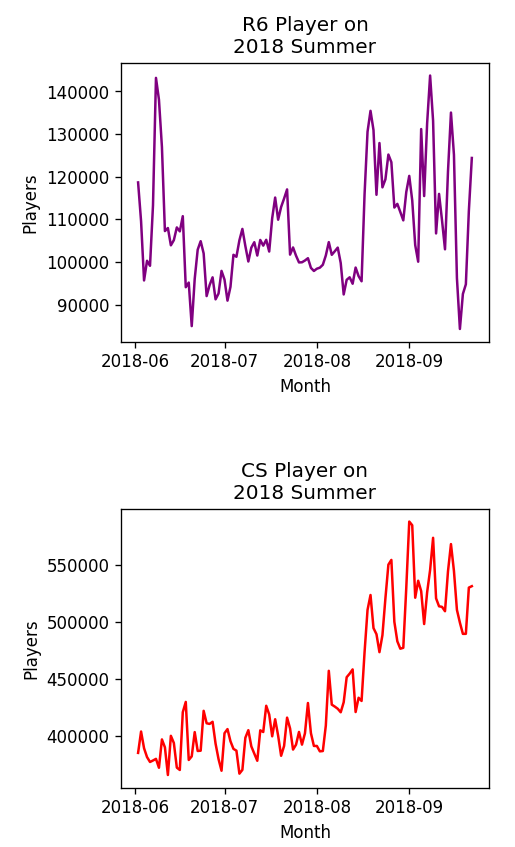 R6 Player on
2018 Summer
140000
130000
120000
110000
100000
90000
Players
2018-06 2018-07 2018-08 2018-09
Month
CS Player on
2018 Summer
550000
500000
450000
400000
Players
2018-06 2018-07 2018-08 2018-09
Month